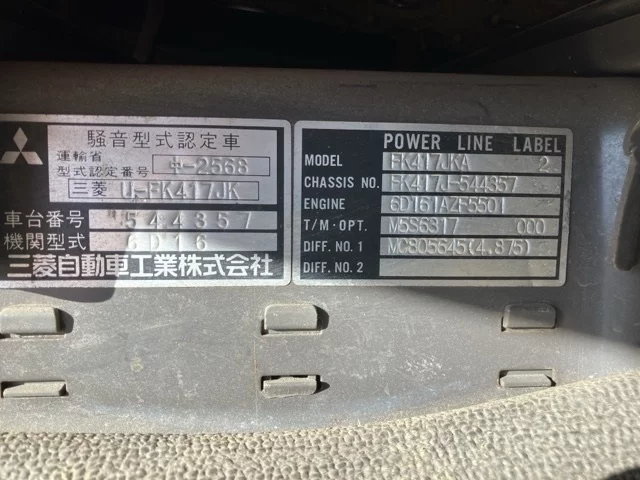 騒音型式認定車
運輸省
型式認定番号 中-2568
三菱 U-FK417JK
車台番号 544357
機関型式 6D16
三菱自動車工業株式会社
POWER LINE LABEL
MODEL FK417JKA 2
CHASSIS NO. FK417J-544357
ENGINE 6D161AZF5501
T/M·OPT. M5S6817 000
DIFF. NO. 1 MC805645(4.875)
DIFF. NO. 2